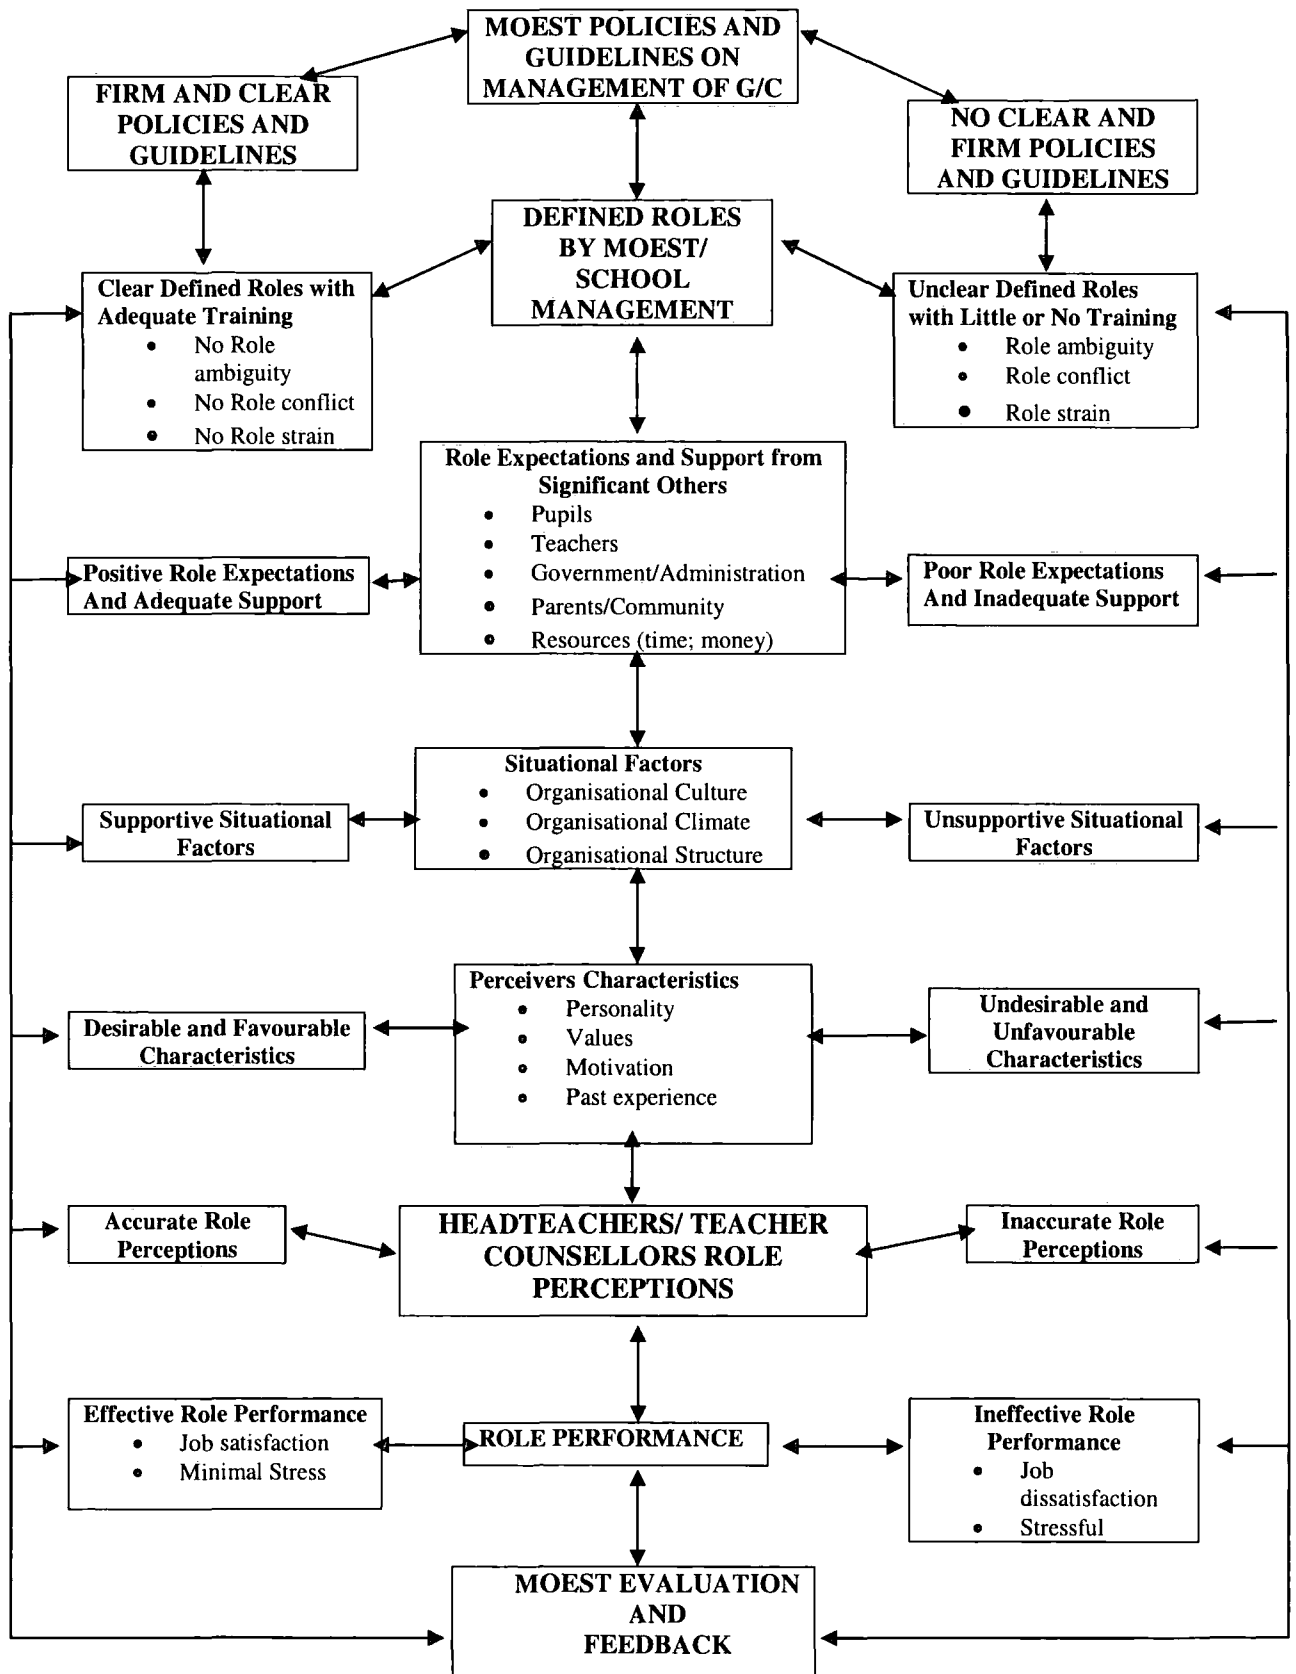 MOEST POLICIES AND
GUIDELINES ON
MANAGEMENT OF G/C
FIRM AND CLEAR
POLICIES AND
GUIDELINES
NO CLEAR AND
FIRM POLICIES
AND GUIDELINES
DEFINED ROLES
BY MOEST/
SCHOOL
MANAGEMENT
Clear Defined Roles with
Adequate Training
• No Role
ambiguity
• No Role conflict
• No Role strain
Unclear Defined Roles
with Little or No Training
• Role ambiguity
• Role conflict
• Role strain
Role Expectations and Support from
Significant Others
• Pupils
• Teachers
• Government/Administration
• Parents/Community
• Resources (time; money)
Positive Role Expectations
And Adequate Support
Poor Role Expectations
And Inadequate Support
Situational Factors
• Organisational Culture
• Organisational Climate
• Organisational Structure
Supportive Situational
Factors
Unsupportive Situational
Factors
Perceivers Characteristics
• Personality
• Values
• Motivation
• Past experience
Desirable and Favourable
Characteristics
Undesirable and
Unfavourable
Characteristics
Accurate Role
Perceptions
HEADTEACHERS/ TEACHER
COUNSELLORS ROLE
PERCEPTIONS
Inaccurate Role
Perceptions
Effective Role Performance
• Job satisfaction
• Minimal Stress
ROLE PERFORMANCE
Ineffective Role
Performance
• Job
dissatisfaction
• Stressful
MOEST EVALUATION
AND
FEEDBACK